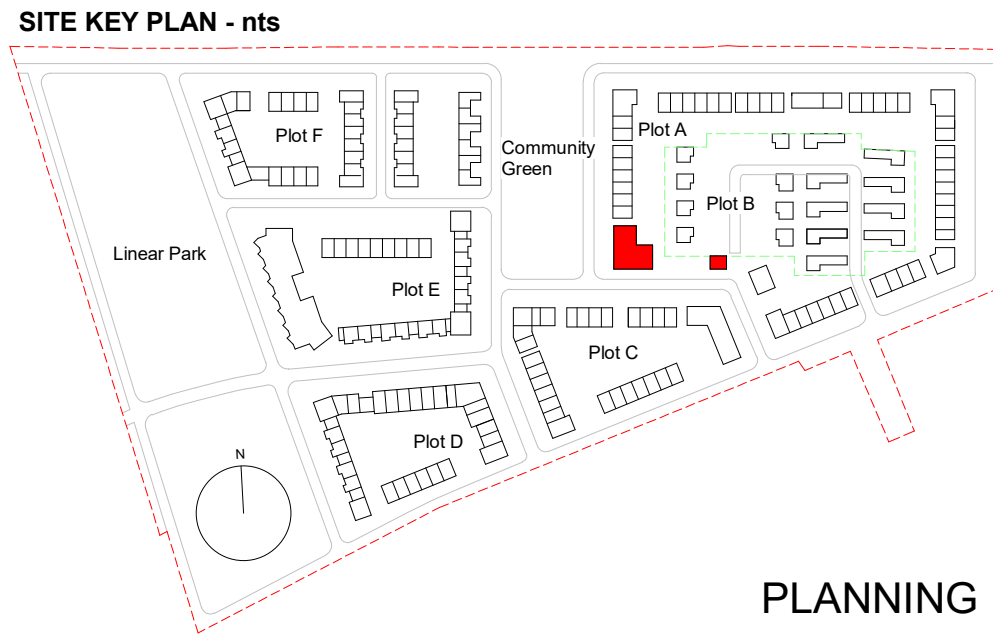 SITE KEY PLAN - nts
Plot F
Plot A
Community
Green
Plot B
Linear Park
Plot E
Plot C
Plot D
N
PLANNING